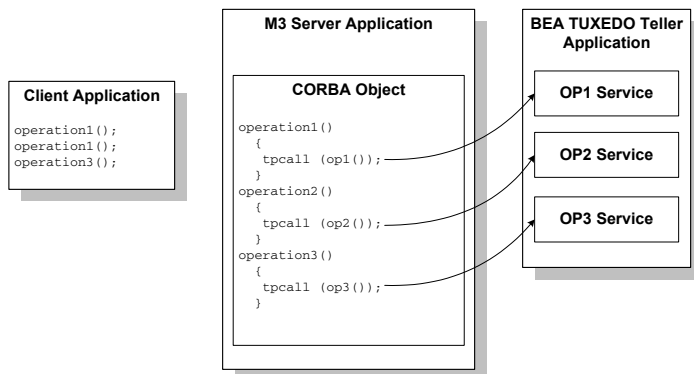 Client Application
operation1();
operation1();
operation3();
M3 Server Application
CORBA Object
operation1()
{
tpcall (op1());
}
operation2()
{
tpcall (op2());
}
operation3()
{
tpcall (op3());
}
BEA TUXEDO Teller
Application
OP1 Service
OP2 Service
OP3 Service